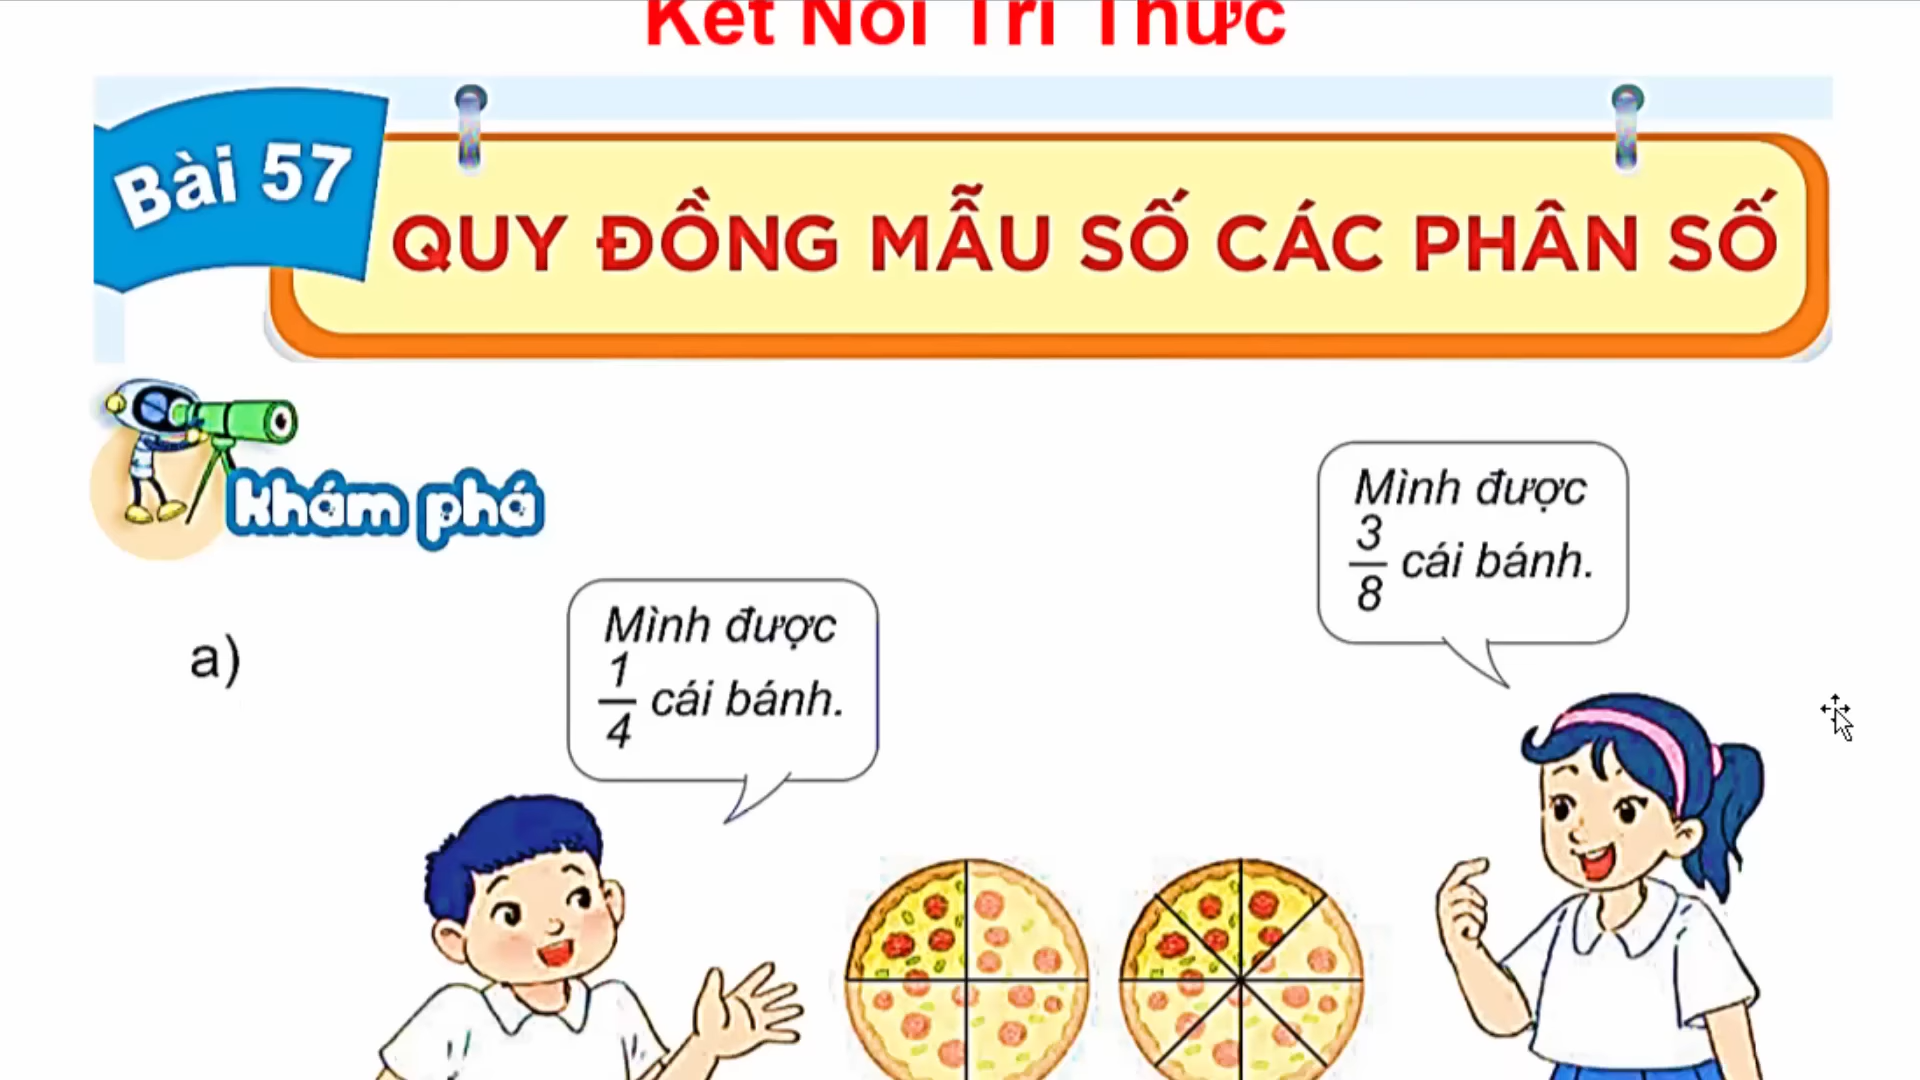 Kết Nối Tri Thức
Bài 57
QUY ĐỒNG MẪU SỐ CÁC PHÂN SỐ
Khám phá
Mình được
3
8
cái bánh.
a)
Mình được
1
4
cái bánh.